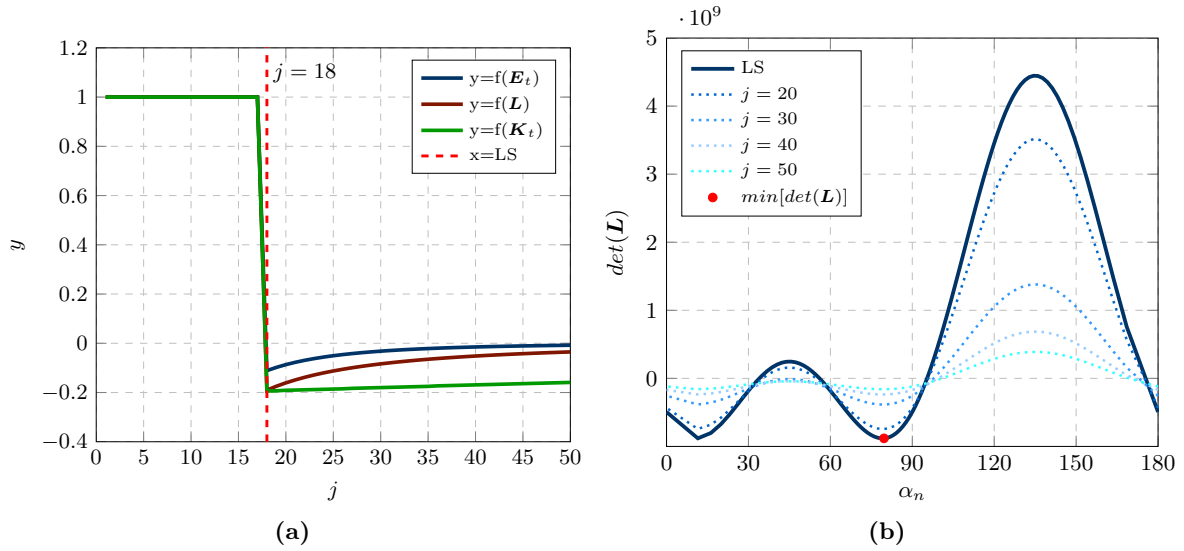 1.2
1
0.8
0.6
0.4
0.2
0
−0.2
−0.4
y
0 5 10 15 20 25 30 35 40 45 50
j
j = 18
y=f(E_t)
y=f(L)
y=f(K_t)
x=LS
(a)
· 10^9
5
4
3
2
1
0
det(L)
0 30 60 90 120 150 180
α_n
LS
j = 20
j = 30
j = 40
j = 50
min[det(L)]
(b)